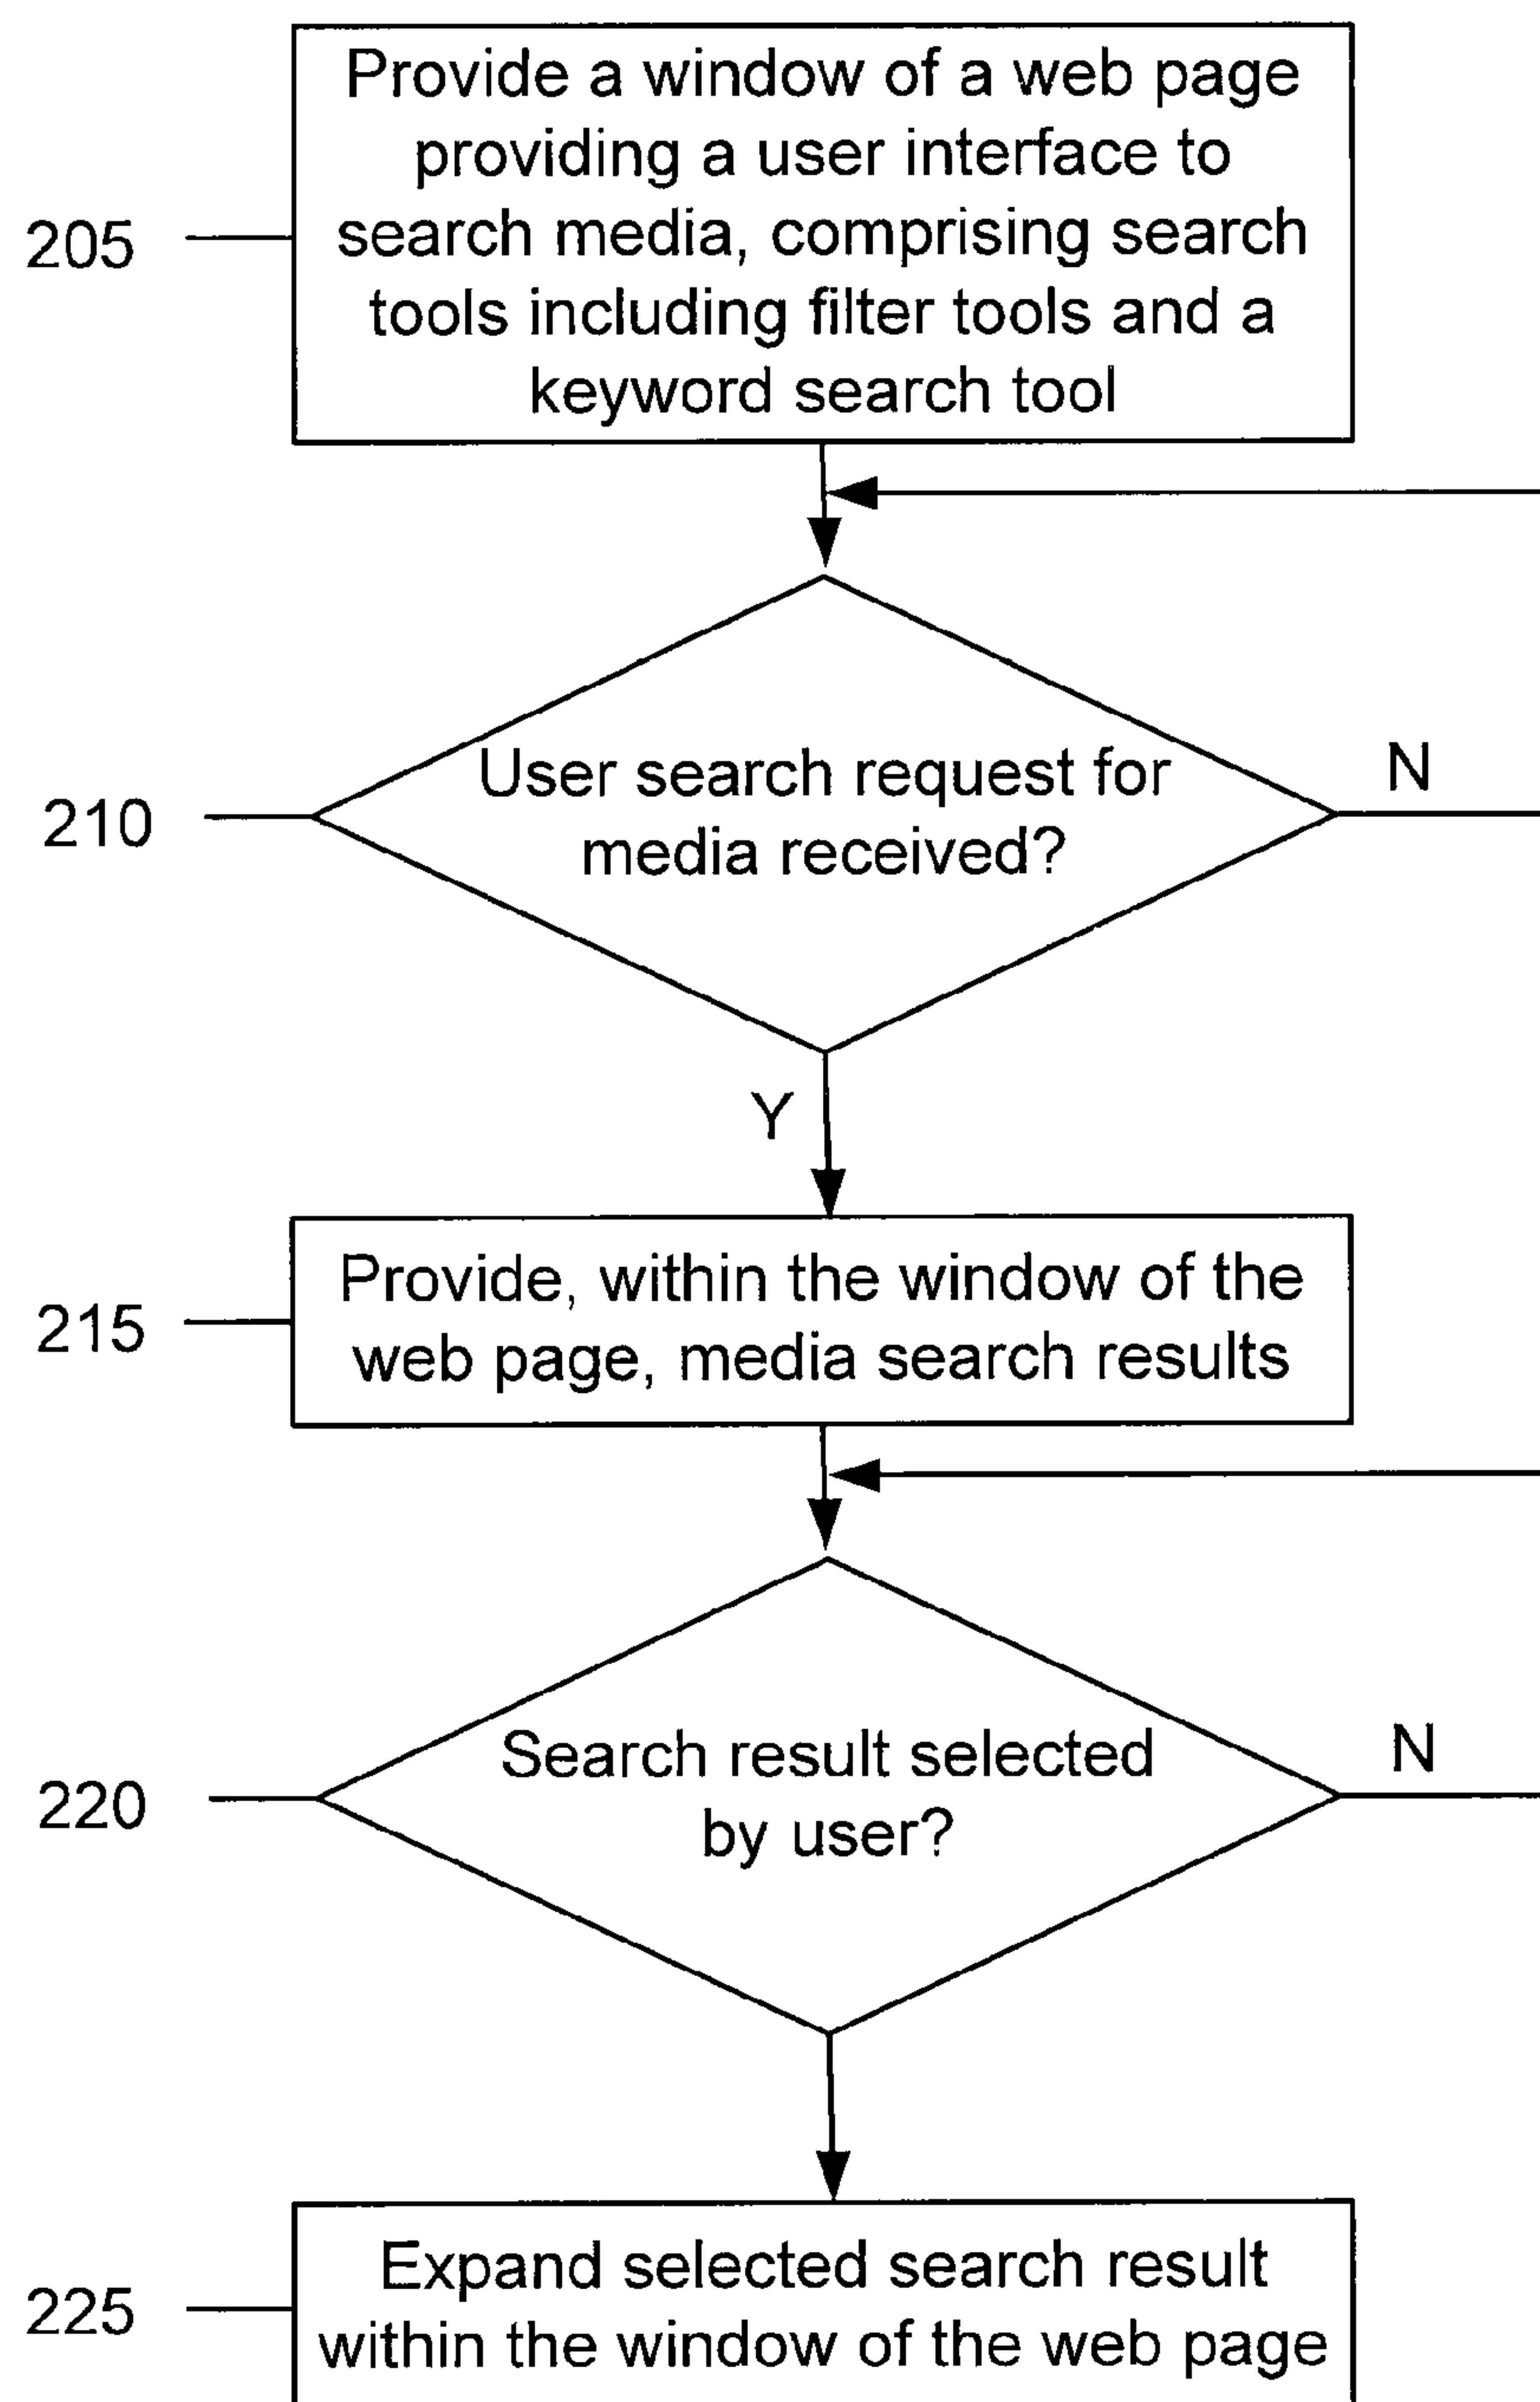 Provide a window of a web page
providing a user interface to
205
search media, comprising search
tools including filter tools and a
keyword search tool
User search request for
N
210
media received?
Y
Provide, within the window of the
215
web page, media search results
Search result selected
N
220
by user?
Expand selected search result
225
within the window of the web page